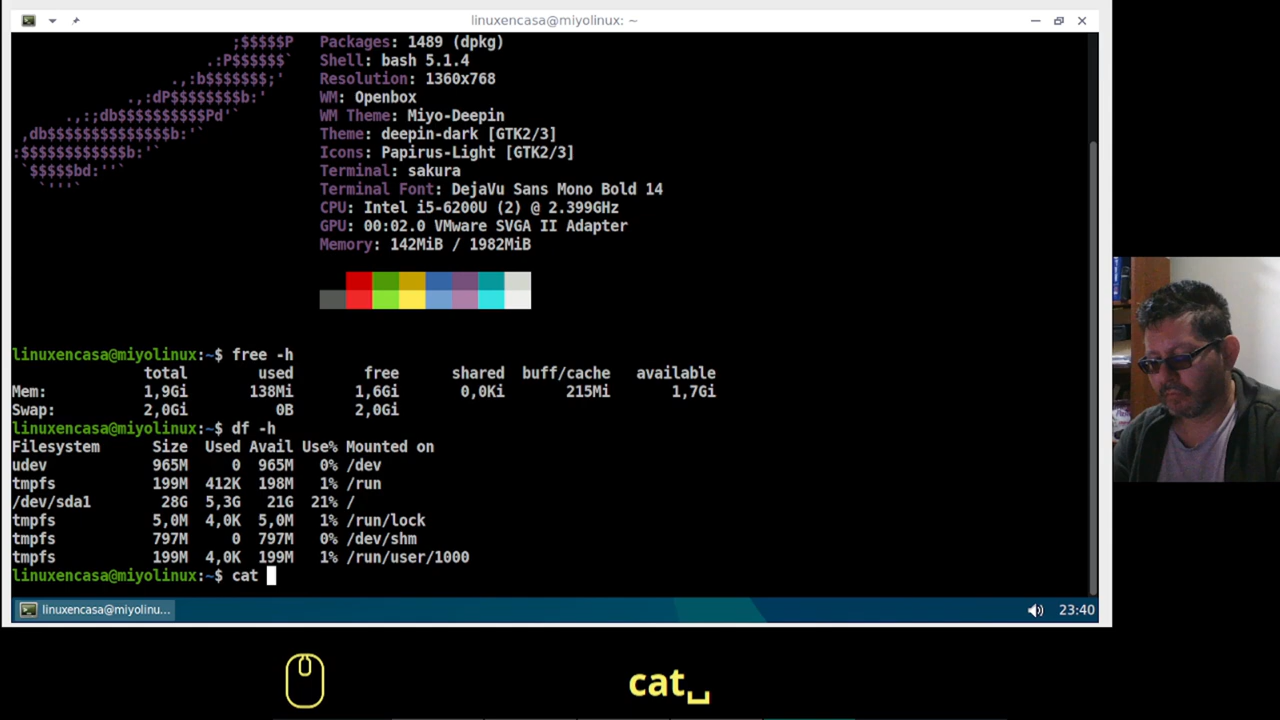 linuxencasa@miyolinux: ~
;$$$$$P Packages: 1489 (dpkg)
.:P$$$$$$` Shell: bash 5.1.4
.,:b$$$$$$$;' Resolution: 1360x768
.,:dP$$$$$$$$b:' WM: Openbox
.,:;db$$$$$$$$$$Pd'` WM Theme: Miyo-Deepin
,db$$$$$$$$$$$$$$b:'` Theme: deepin-dark [GTK2/3]
:$$$$$$$$$$$$b:'` Icons: Papirus-Light [GTK2/3]
`$$$$$bd:''` Terminal: sakura
`'''` Terminal Font: DejaVu Sans Mono Bold 14
CPU: Intel i5-6200U (2) @ 2.399GHz
GPU: 00:02.0 VMware SVGA II Adapter
Memory: 142MiB / 1982MiB
linuxencasa@miyolinux:~$ free -h
total used free shared buff/cache available
Mem: 1,9Gi 138Mi 1,6Gi 0,0Ki 215Mi 1,7Gi
Swap: 2,0Gi 0B 2,0Gi
linuxencasa@miyolinux:~$ df -h
Filesystem Size Used Avail Use% Mounted on
udev 965M 0 965M 0% /dev
tmpfs 199M 412K 198M 1% /run
/dev/sda1 28G 5,3G 21G 21% /
tmpfs 5,0M 4,0K 5,0M 1% /run/lock
tmpfs 797M 0 797M 0% /dev/shm
tmpfs 199M 4,0K 199M 1% /run/user/1000
linuxencasa@miyolinux:~$ cat
linuxencasa@miyolinu...
23:40
cat␣